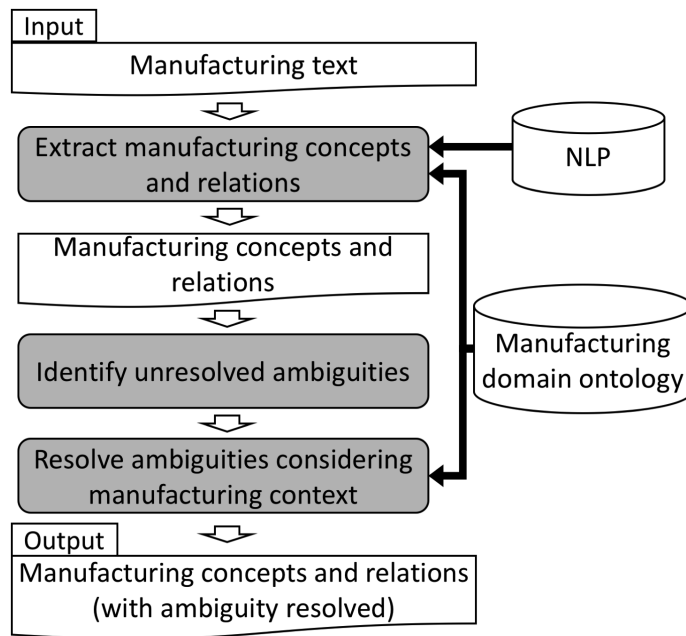 Input
Manufacturing text
Extract manufacturing concepts
and relations
NLP
Manufacturing concepts and
relations
Identify unresolved ambiguities
Manufacturing
domain ontology
Resolve ambiguities considering
manufacturing context
Output
Manufacturing concepts and relations
(with ambiguity resolved)